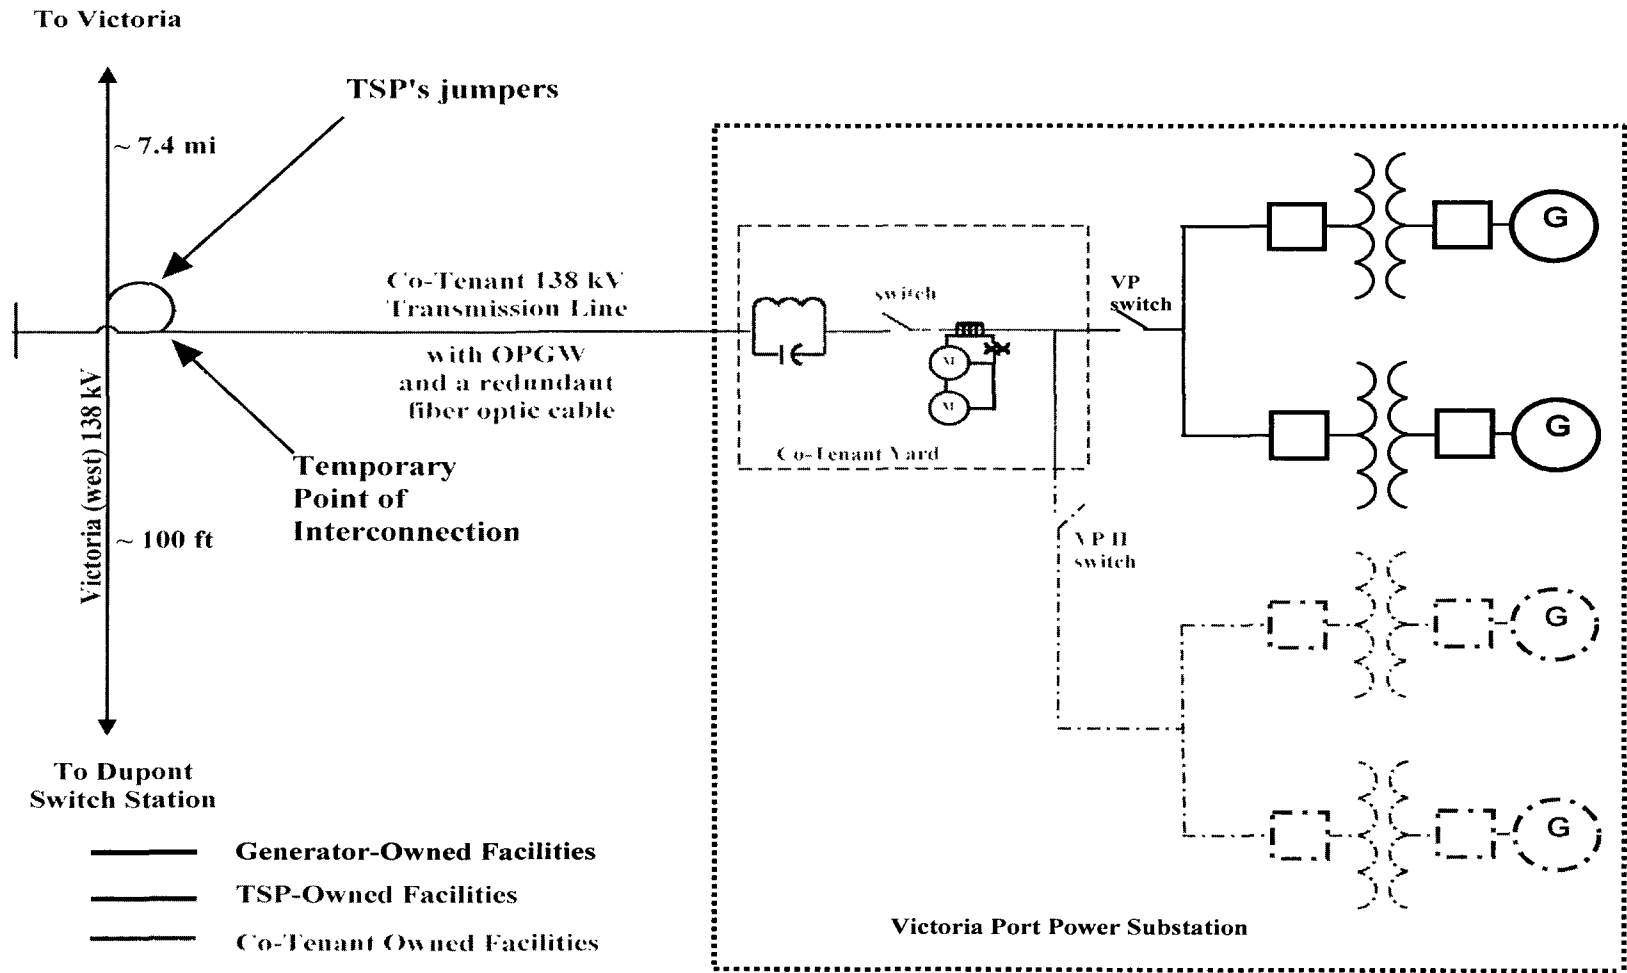 To Victoria
TSP's jumpers
~ 7.4 mi
Co-Tenant 138 kV
Transmission Line
with OPGW
and a redundant
fiber optic cable
Victoria (west) 138 kV
Temporary
Point of
Interconnection
~ 100 ft
To Dupont
Switch Station
switch
M
M
Co-Tenant Yard
VP
switch
VP II
switch
G
G
G
G
Victoria Port Power Substation
Generator-Owned Facilities
TSP-Owned Facilities
Co-Tenant Owned Facilities